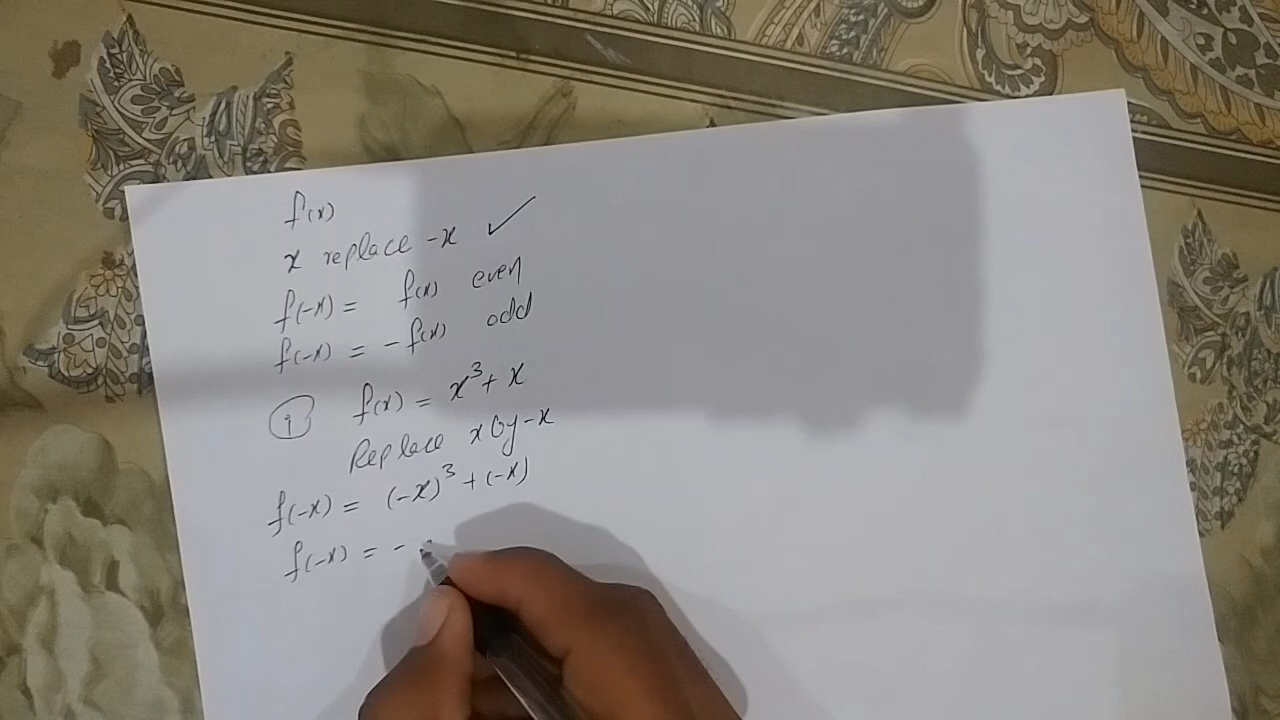 f(x)
x replace -x ✓
f(-x) = f(x) even
f(-x) = -f(x) odd
① f(x) = x³ + x
Replace x by -x
f(-x) = (-x)³ + (-x)
f(-x) = -